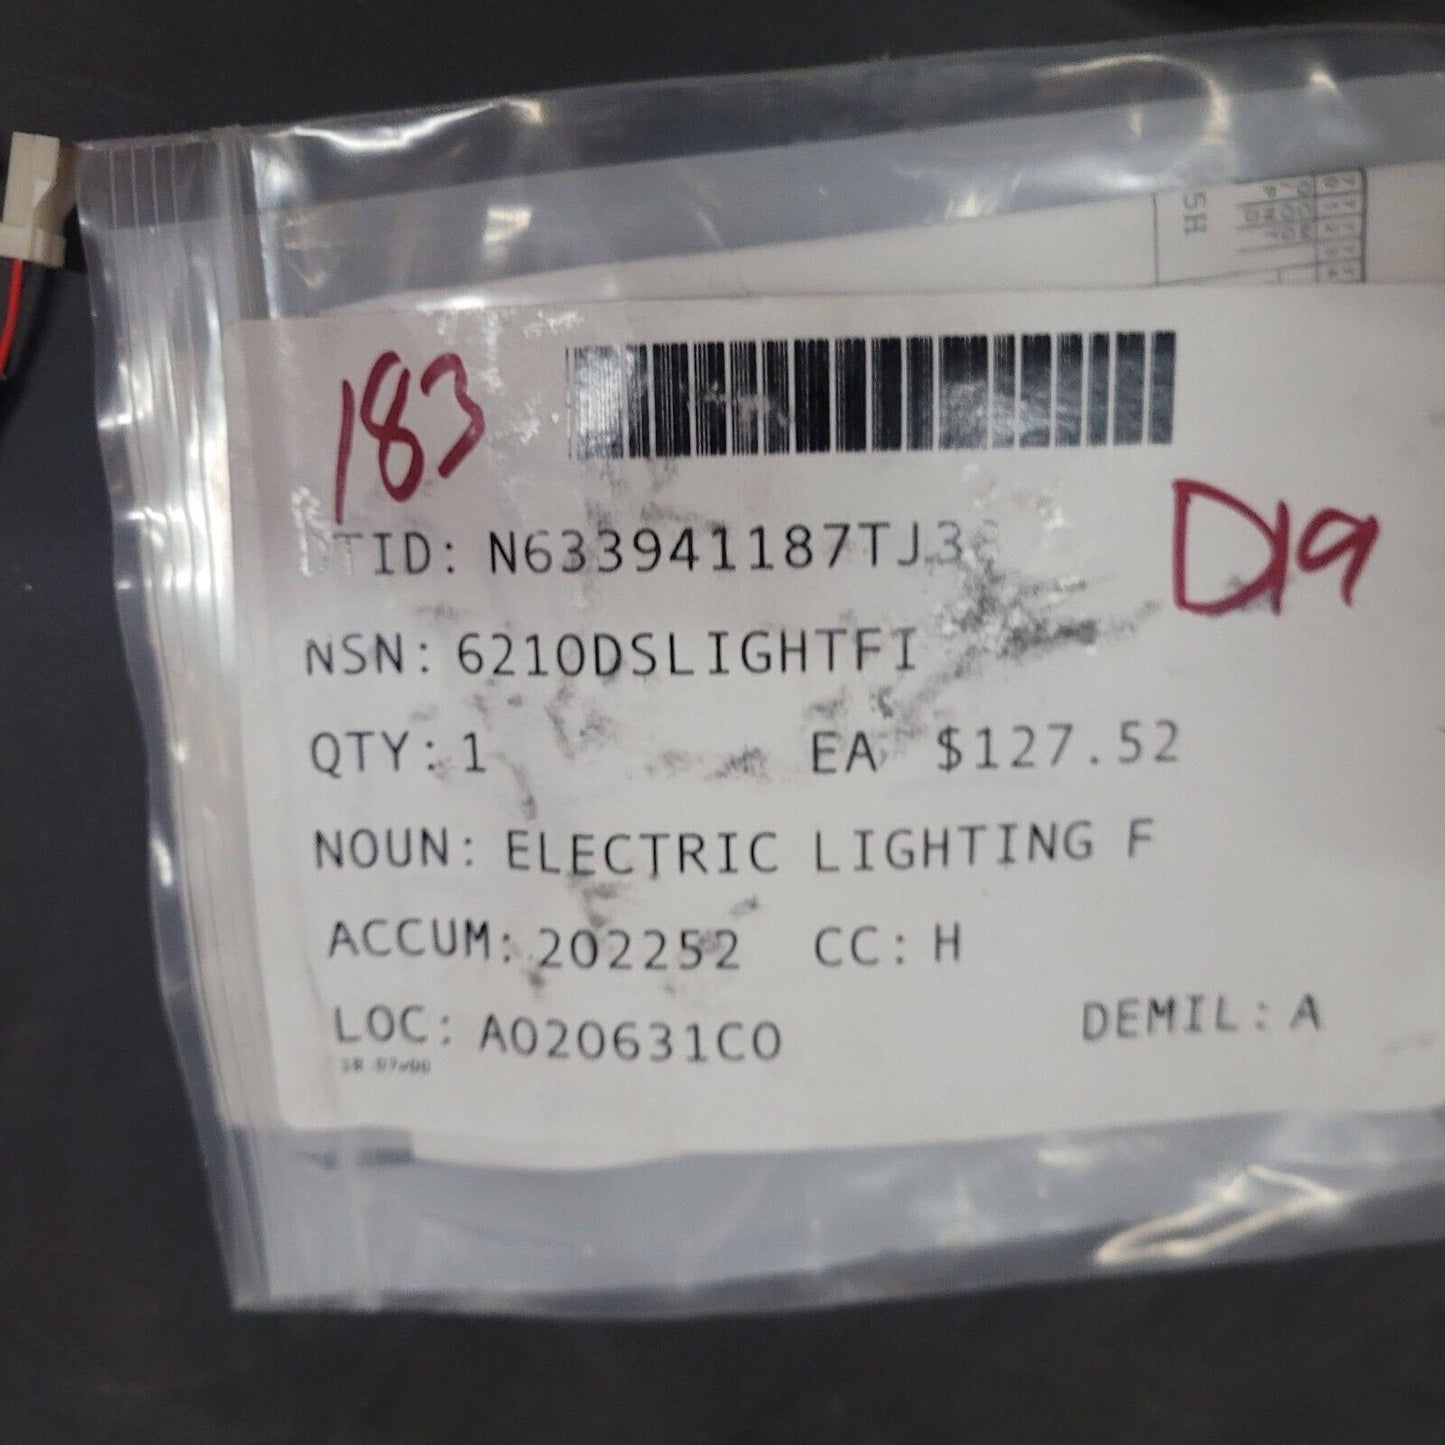 5H
183
DTID: N633941187TJ3
D19
NSN: 6210DSLIGHTFI
QTY: 1 EA $127.52
NOUN: ELECTRIC LIGHTING F
ACCUM: 202252 CC: H
LOC: A020631C0 DEMIL: A